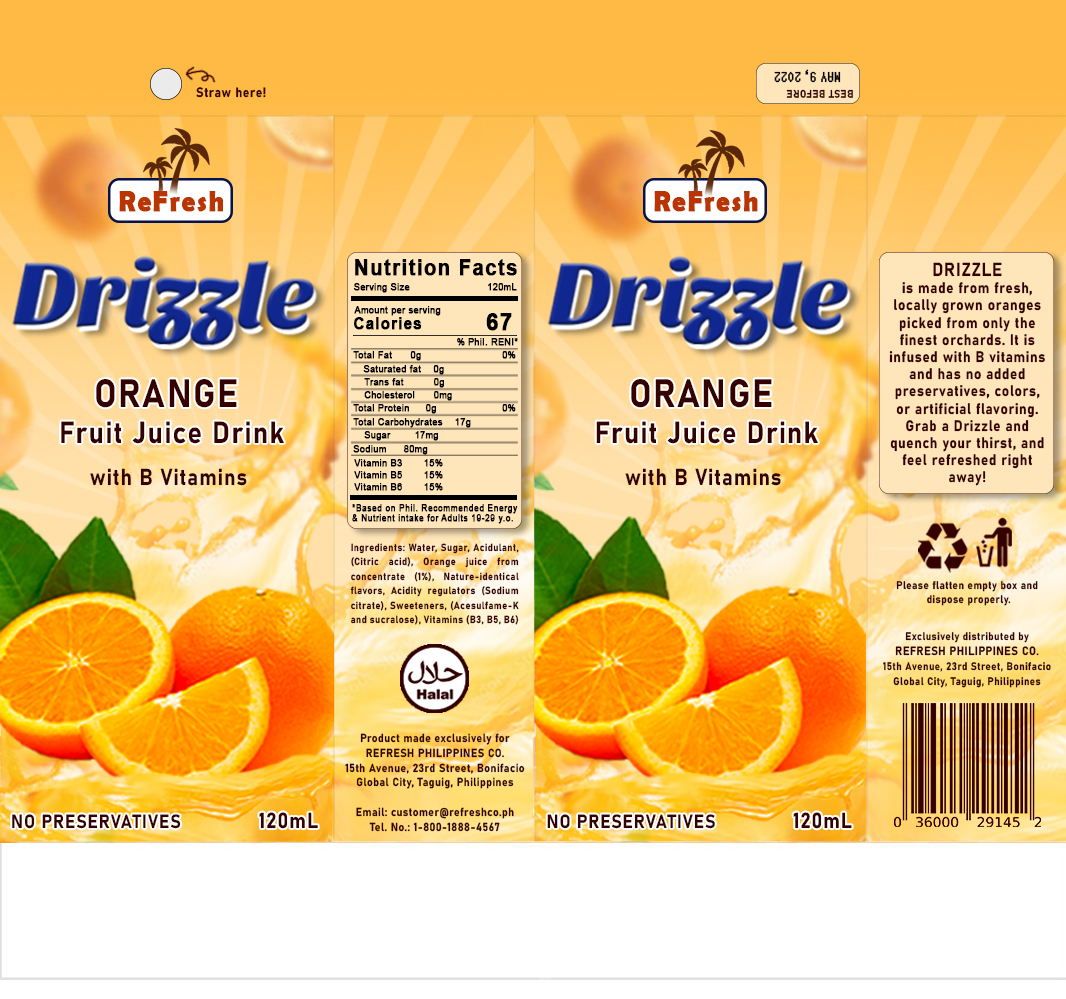 Straw here!
BEST BEFORE
MAY 9, 2022
ReFresh
Drizzle
ORANGE
Fruit Juice Drink
with B Vitamins
NO PRESERVATIVES 120mL
Nutrition Facts
Serving Size 120mL
Amount per serving
Calories 67
% Phil. RENI*
Total Fat 0g 0%
Saturated fat 0g
Trans fat 0g
Cholesterol 0mg
Total Protein 0g 0%
Total Carbohydrates 17g
Sugar 17mg
Sodium 80mg
Vitamin B3 15%
Vitamin B5 15%
Vitamin B6 15%
*Based on Phil. Recommended Energy
& Nutrient intake for Adults 19-29 y.o.
Ingredients: Water, Sugar, Acidulant,
(Citric acid), Orange juice from
concentrate (1%), Nature-identical
flavors, Acidity regulators (Sodium
citrate), Sweeteners, (Acesulfame-K
and sucralose), Vitamins (B3, B5, B6)
حلال
Halal
Product made exclusively for
REFRESH PHILIPPINES CO.
15th Avenue, 23rd Street, Bonifacio
Global City, Taguig, Philippines
Email: customer@refreshco.ph
Tel. No.: 1-800-1888-4567
ReFresh
Drizzle
ORANGE
Fruit Juice Drink
with B Vitamins
NO PRESERVATIVES 120mL
DRIZZLE
is made from fresh,
locally grown oranges
picked from only the
finest orchards. It is
infused with B vitamins
and has no added
preservatives, colors,
or artificial flavoring.
Grab a Drizzle and
quench your thirst, and
feel refreshed right
away!
Please flatten empty box and
dispose properly.
Exclusively distributed by
REFRESH PHILIPPINES CO.
15th Avenue, 23rd Street, Bonifacio
Global City, Taguig, Philippines
0 36000 29145 2